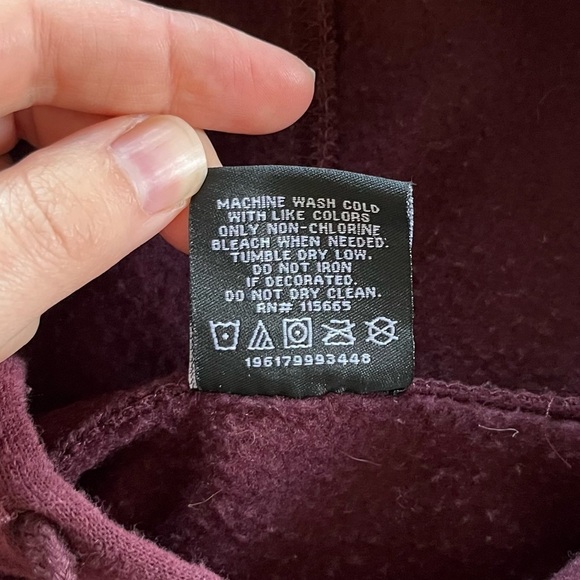 MACHINE WASH COLD
WITH LIKE COLORS
ONLY NON-CHLORINE
BLEACH WHEN NEEDED.
TUMBLE DRY LOW.
DO NOT IRON
IF DECORATED.
DO NOT DRY CLEAN.
RN# 115665
196179993448